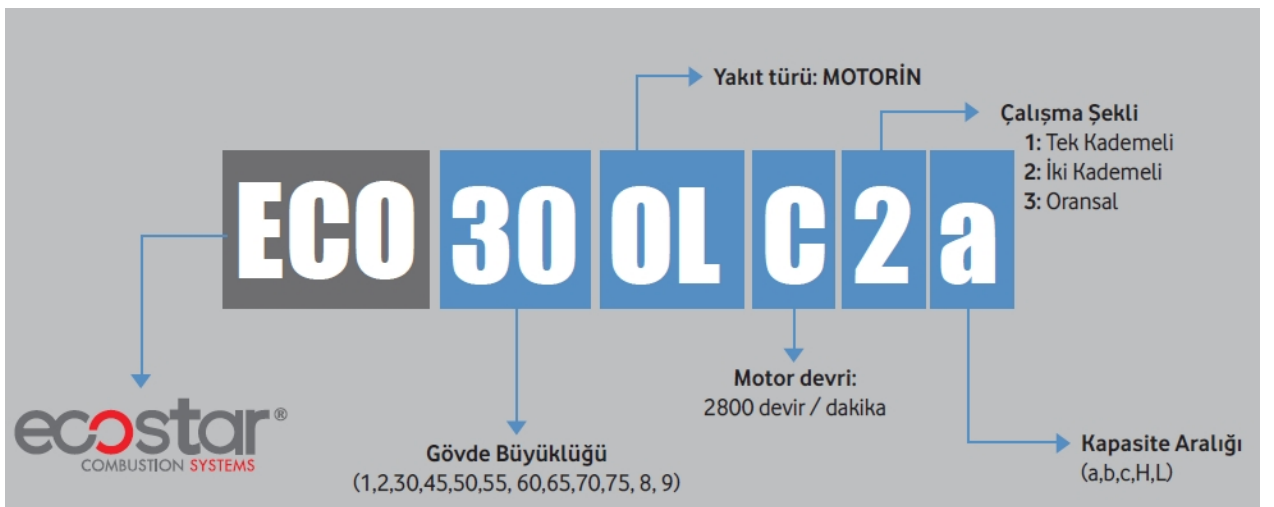 Yakıt türü: MOTORİN
Çalışma Şekli
1: Tek Kademeli
2: İki Kademeli
3: Oransal
ECO 30 OL C 2 a
ecostar®
COMBUSTION SYSTEMS
Motor devri:
2800 devir / dakika
Gövde Büyüklüğü
(1,2,30,45,50,55, 60,65,70,75, 8, 9)
Kapasite Aralığı
(a,b,c,H,L)